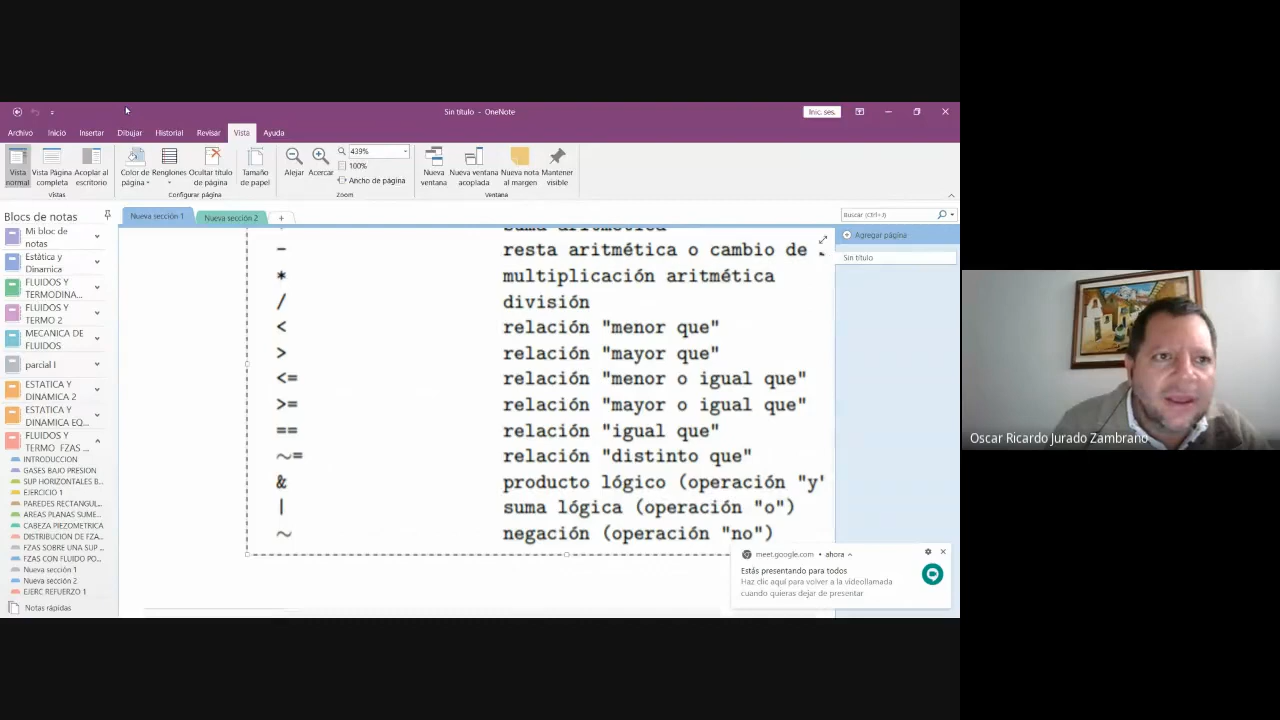 Sin título - OneNote
Inic. ses.
Archivo Inicio Insertar Dibujar Historial Revisar Vista Ayuda
Vista normal
Vista Página completa
Acoplar al escritorio
Vistas
Color de página
Renglones
Ocultar título de página
Configurar página
Tamaño de papel
Alejar
Acercar
439%
100%
Ancho de página
Zoom
Nueva ventana
Nueva ventana acoplada
Nueva nota al margen
Mantener visible
Ventana
Blocs de notas
Nueva sección 1
Nueva sección 2
+
Buscar (Ctrl+J)
Agregar página
Sin título
Mi bloc de notas
Estática y Dinamica
FLUIDOS Y TERMODINA...
FLUIDOS Y TERMO 2
MECANICA DE FLUIDOS
parcial I
ESTATICA Y DINAMICA 2
ESTATICA Y DINAMICA EQ...
FLUIDOS Y TERMO FZAS ...
INTRODUCCION
GASES BAJO PRESION
SUP HORIZONTALES B...
EJERCICIO 1
PAREDES RECTANGUL...
AREAS PLANAS SUME...
CABEZA PIEZOMETRICA
DISTRIBUCION DE FZA...
FZAS SOBRE UNA SUP ...
FZAS CON FLUIDO PO...
Nueva sección 1
Nueva sección 2
EJERC REFUERZO 1
Notas rápidas
suma aritmética
- resta aritmética o cambio de
* multiplicación aritmética
/ división
< relación "menor que"
> relación "mayor que"
<= relación "menor o igual que"
>= relación "mayor o igual que"
== relación "igual que"
~= relación "distinto que"
& producto lógico (operación "y"
| suma lógica (operación "o")
~ negación (operación "no")
meet.google.com • ahora
Estás presentando para todos
Haz clic aquí para volver a la videollamada
cuando quieras dejar de presentar
Oscar Ricardo Jurado Zambrano